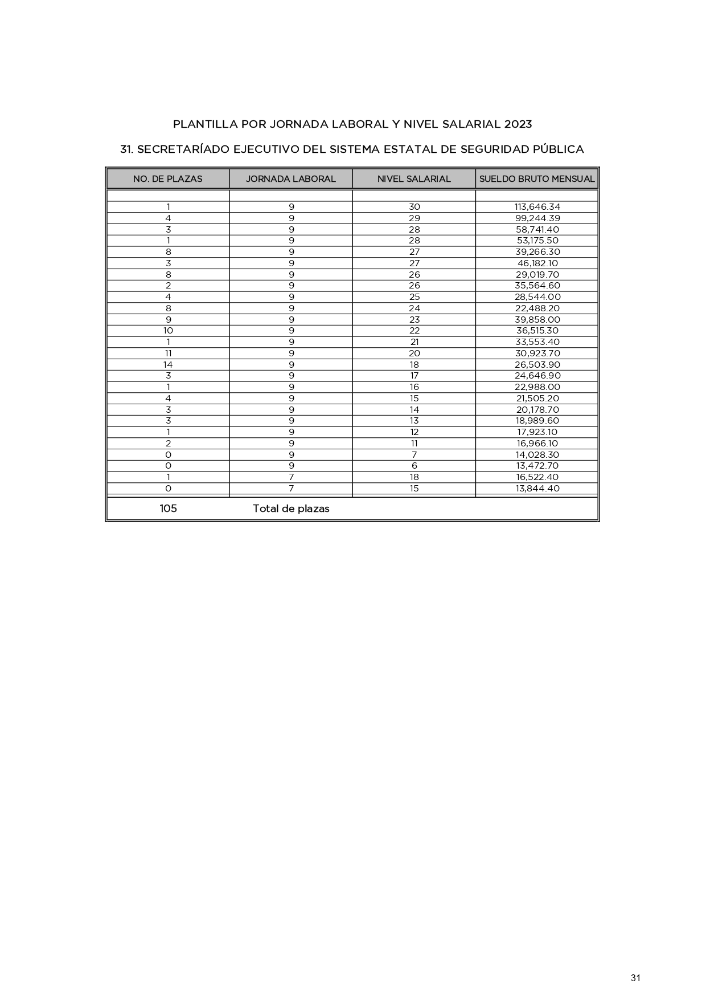 PLANTILLA POR JORNADA LABORAL Y NIVEL SALARIAL 2023
31. SECRETARÍADO EJECUTIVO DEL SISTEMA ESTATAL DE SEGURIDAD PÚBLICA
NO. DE PLAZAS JORNADA LABORAL NIVEL SALARIAL SUELDO BRUTO MENSUAL
1 9 30 113,646.34
4 9 29 99,244.39
3 9 28 58,741.40
1 9 28 53,175.50
8 9 27 39,266.30
3 9 27 46,182.10
8 9 26 29,019.70
2 9 26 35,564.60
4 9 25 28,544.00
8 9 24 22,488.20
9 9 23 39,858.00
10 9 22 36,515.30
1 9 21 33,553.40
11 9 20 30,923.70
14 9 18 26,503.90
3 9 17 24,646.90
1 9 16 22,988.00
4 9 15 21,505.20
3 9 14 20,178.70
3 9 13 18,989.60
1 9 12 17,923.10
2 9 11 16,966.10
0 9 7 14,028.30
0 9 6 13,472.70
1 7 18 16,522.40
0 7 15 13,844.40
105 Total de plazas
31